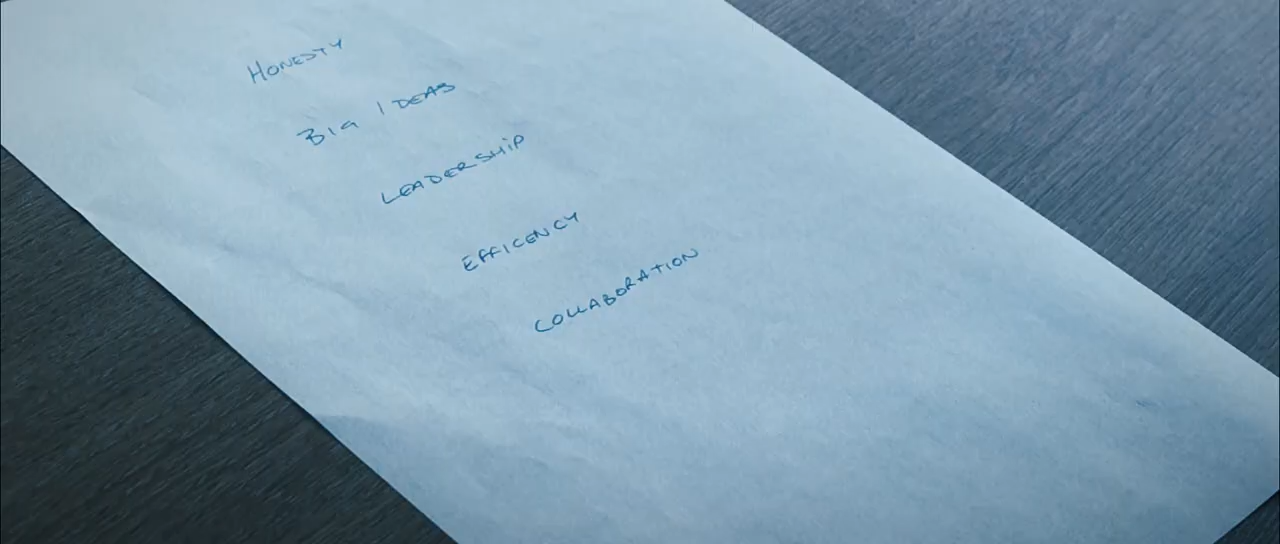 HONESTY
BIG IDEAS
LEADERSHIP
EFFICENCY
COLLABORATION